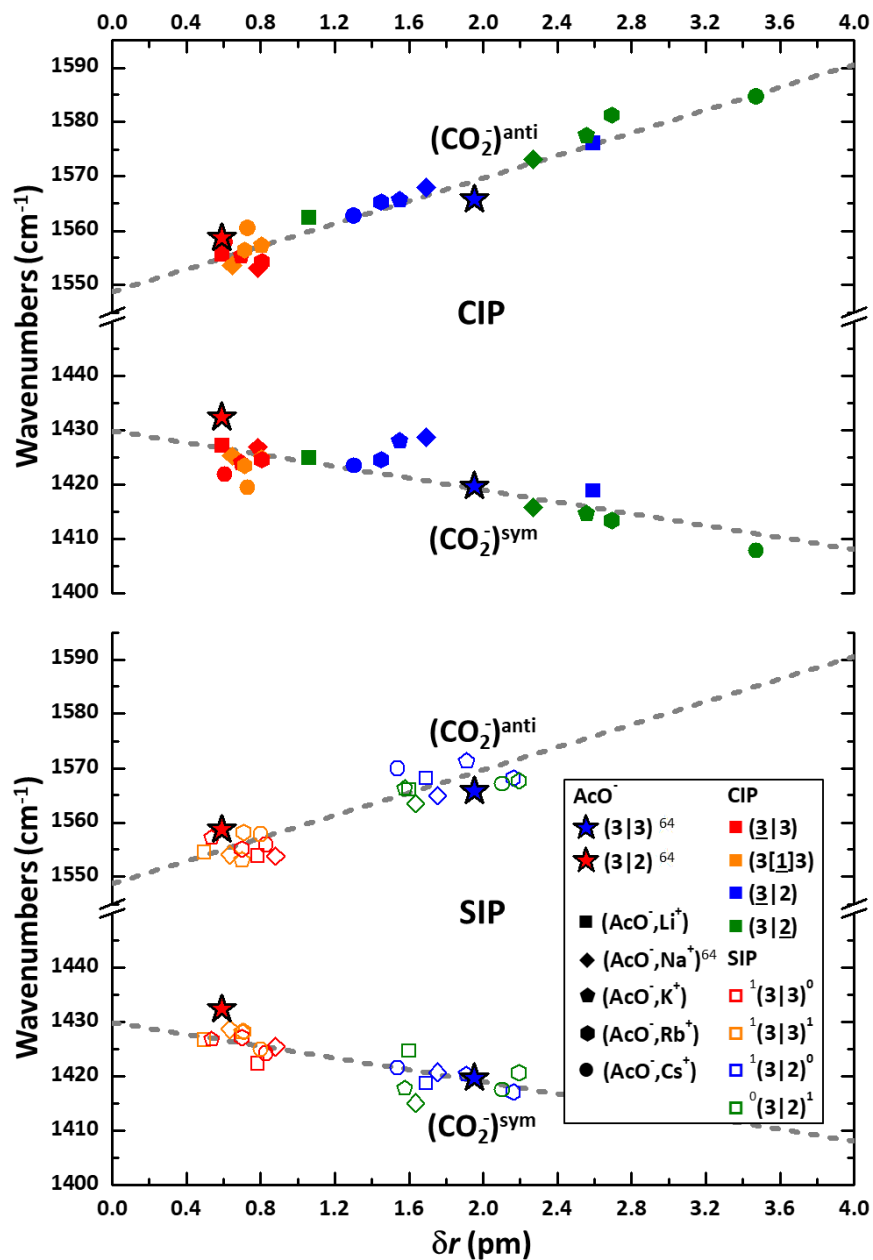 0.0 0.4 0.8 1.2 1.6 2.0 2.4 2.8 3.2 3.6 4.0
Wavenumbers (cm⁻¹)
1590
1580
1570
1560
1550
1440
1430
1420
1410
1400
(CO₂⁻)ᵃⁿᵗⁱ
CIP
(CO₂⁻)ˢʸᵐ
Wavenumbers (cm⁻¹)
1590
1580
1570
1560
1550
1440
1430
1420
1410
1400
(CO₂⁻)ᵃⁿᵗⁱ
SIP
(CO₂⁻)ˢʸᵐ
AcO⁻
(3|3) ⁶⁴
(3|2) ⁶⁴
(AcO⁻,Li⁺)
(AcO⁻,Na⁺)⁶⁴
(AcO⁻,K⁺)
(AcO⁻,Rb⁺)
(AcO⁻,Cs⁺)
CIP
(3|3)
(3[1]3)
(3|2)
(3|2)
SIP
¹(3|3)⁰
¹(3|3)¹
¹(3|2)⁰
⁰(3|2)¹
0.0 0.4 0.8 1.2 1.6 2.0 2.4 2.8 3.2 3.6 4.0
δr (pm)